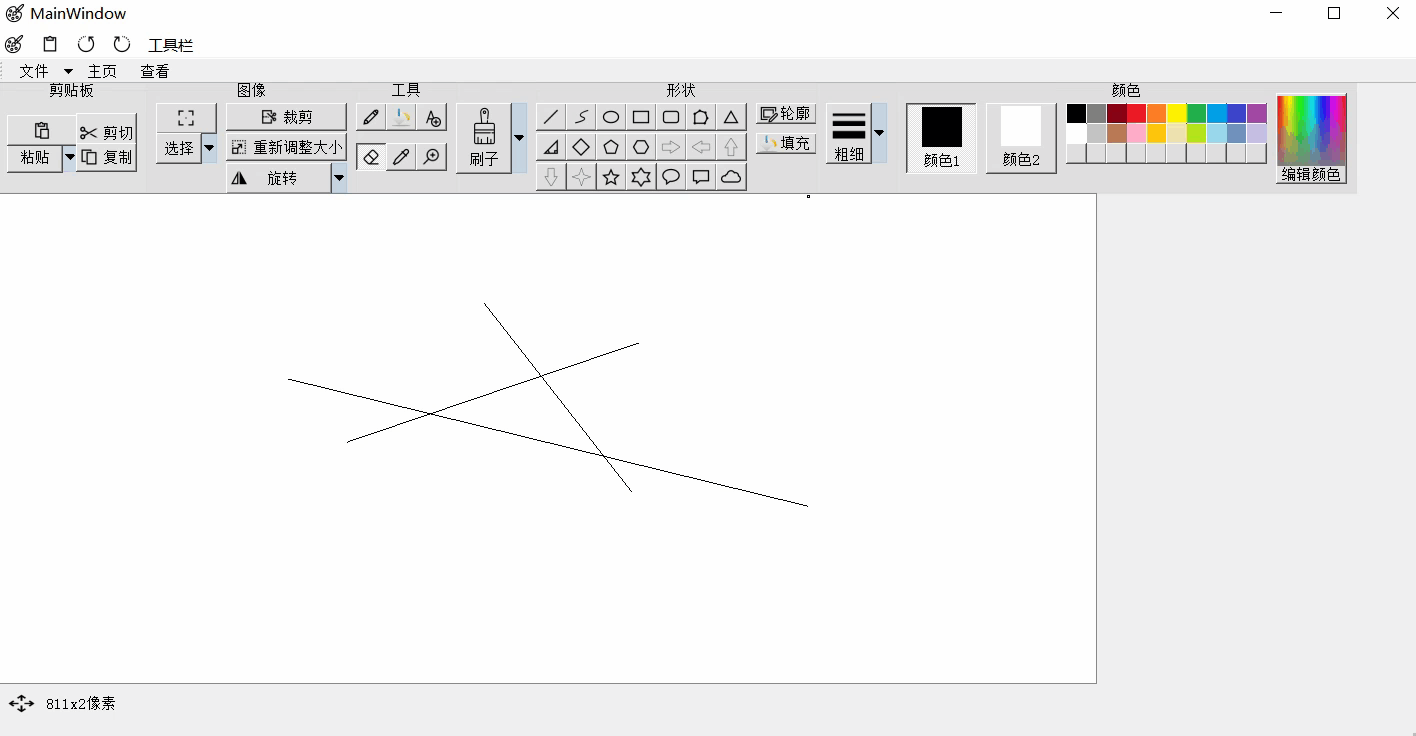 MainWindow
工具栏
文件 主页 查看
剪贴板 图像 工具 形状 颜色
剪切
粘贴 复制
选择
裁剪
重新调整大小
旋转
刷子
轮廓
填充
粗细
颜色1
颜色2
编辑颜色
811x2像素